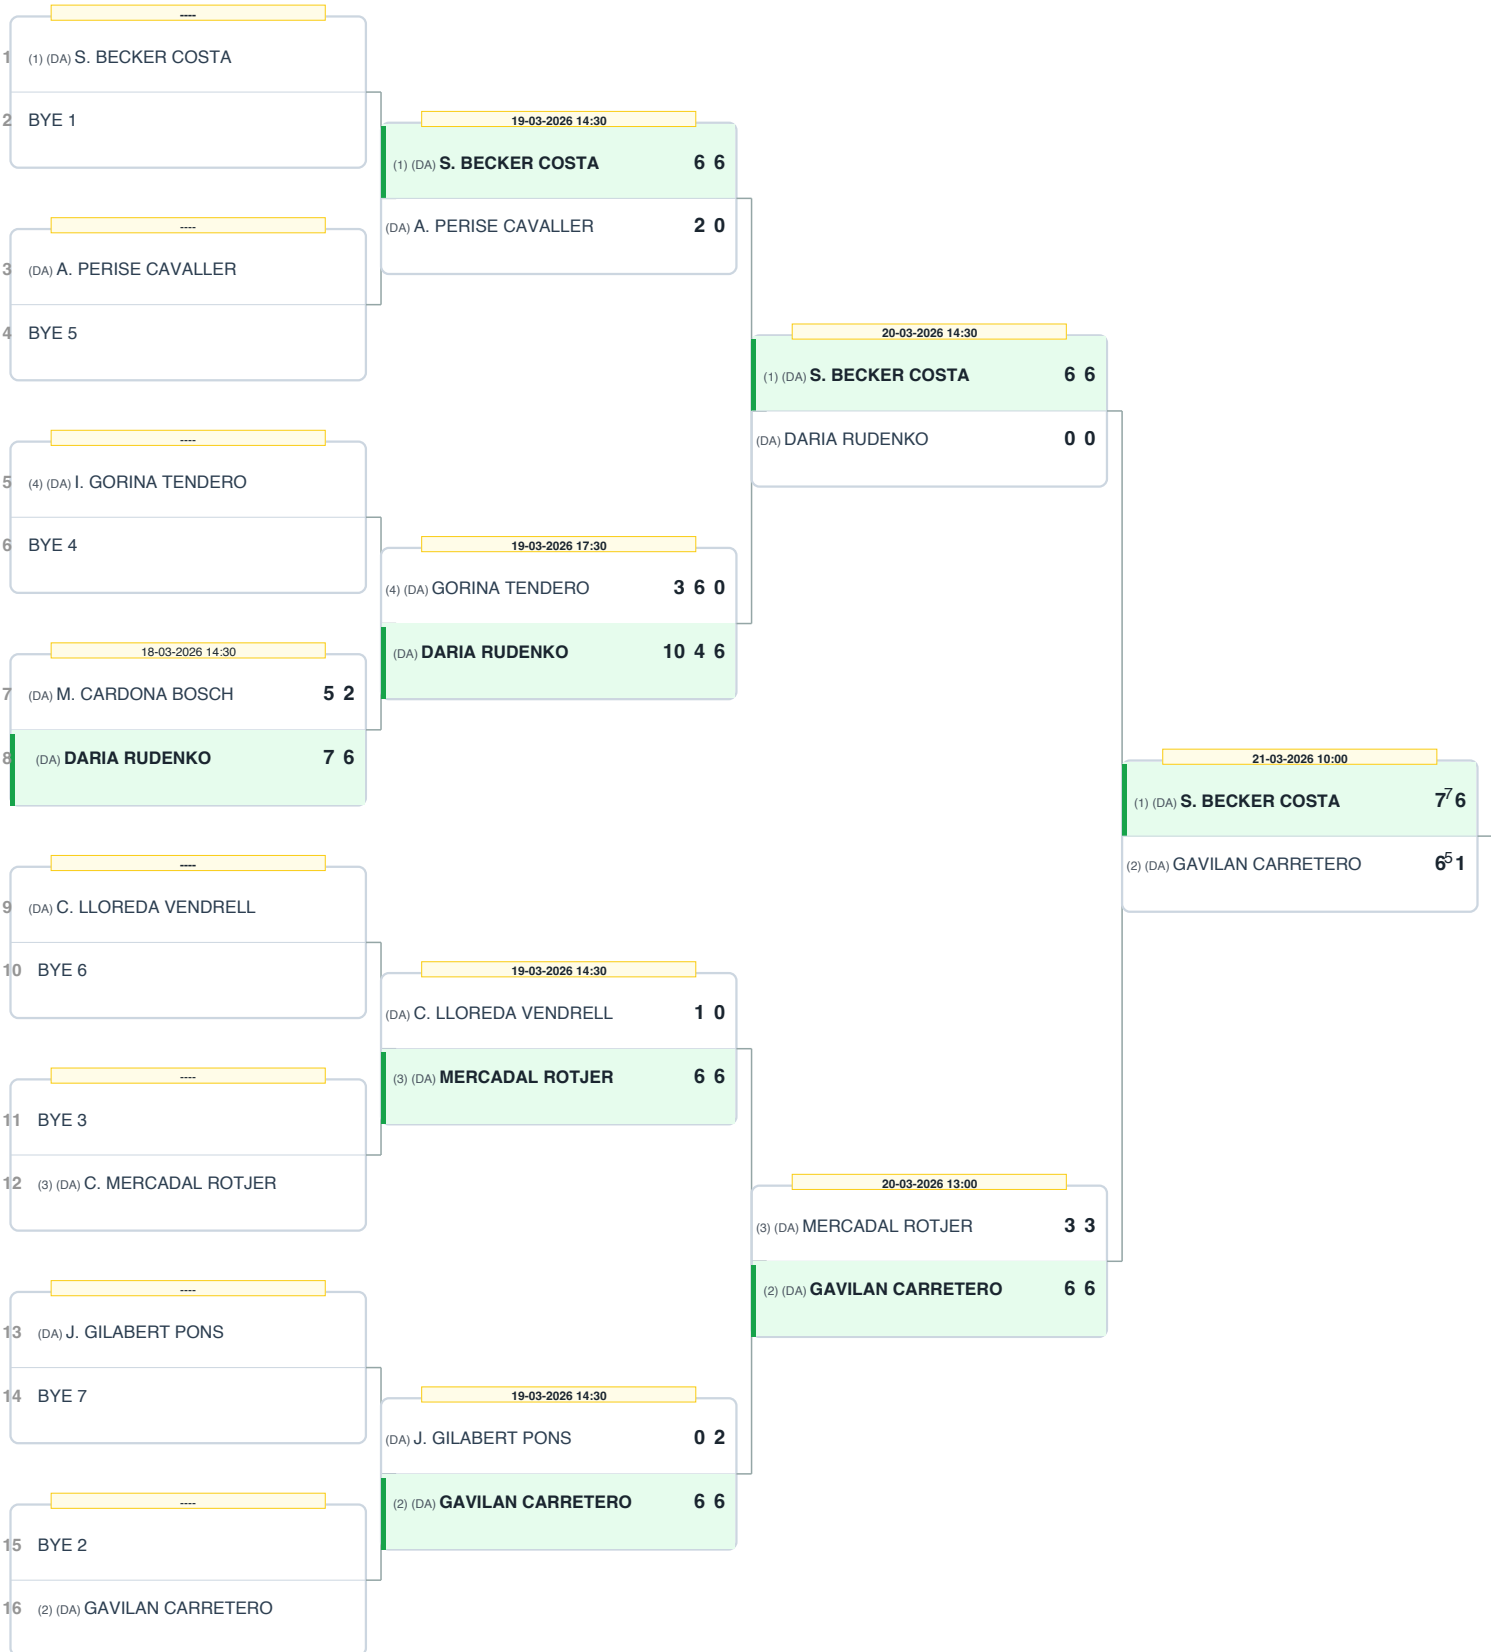 ----
1 (1) (DA) S. BECKER COSTA
2 BYE 1
19-03-2026 14:30
(1) (DA) S. BECKER COSTA 6 6
(DA) A. PERISE CAVALLER 2 0
----
3 (DA) A. PERISE CAVALLER
4 BYE 5
20-03-2026 14:30
(1) (DA) S. BECKER COSTA 6 6
(DA) DARIA RUDENKO 0 0
----
5 (4) (DA) I. GORINA TENDERO
6 BYE 4
19-03-2026 17:30
(4) (DA) GORINA TENDERO 3 6 0
(DA) DARIA RUDENKO 10 4 6
18-03-2026 14:30
7 (DA) M. CARDONA BOSCH 5 2
8 (DA) DARIA RUDENKO 7 6
21-03-2026 10:00
(1) (DA) S. BECKER COSTA 7 7 6
(2) (DA) GAVILAN CARRETERO 6 5 1
----
9 (DA) C. LLOREDA VENDRELL
10 BYE 6
19-03-2026 14:30
(DA) C. LLOREDA VENDRELL 1 0
(3) (DA) MERCADAL ROTJER 6 6
----
11 BYE 3
12 (3) (DA) C. MERCADAL ROTJER
20-03-2026 13:00
(3) (DA) MERCADAL ROTJER 3 3
(2) (DA) GAVILAN CARRETERO 6 6
----
13 (DA) J. GILABERT PONS
14 BYE 7
19-03-2026 14:30
(DA) J. GILABERT PONS 0 2
(2) (DA) GAVILAN CARRETERO 6 6
----
15 BYE 2
16 (2) (DA) GAVILAN CARRETERO